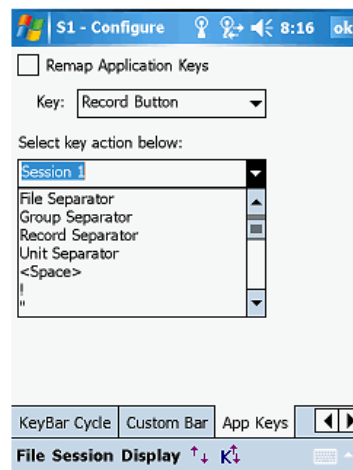 S1 - Configure 8:16 ok
Remap Application Keys
Key: Record Button
Select key action below:
Session 1
File Separator
Group Separator
Record Separator
Unit Separator
<Space>
!
"
KeyBar Cycle Custom Bar App Keys
File Session Display K